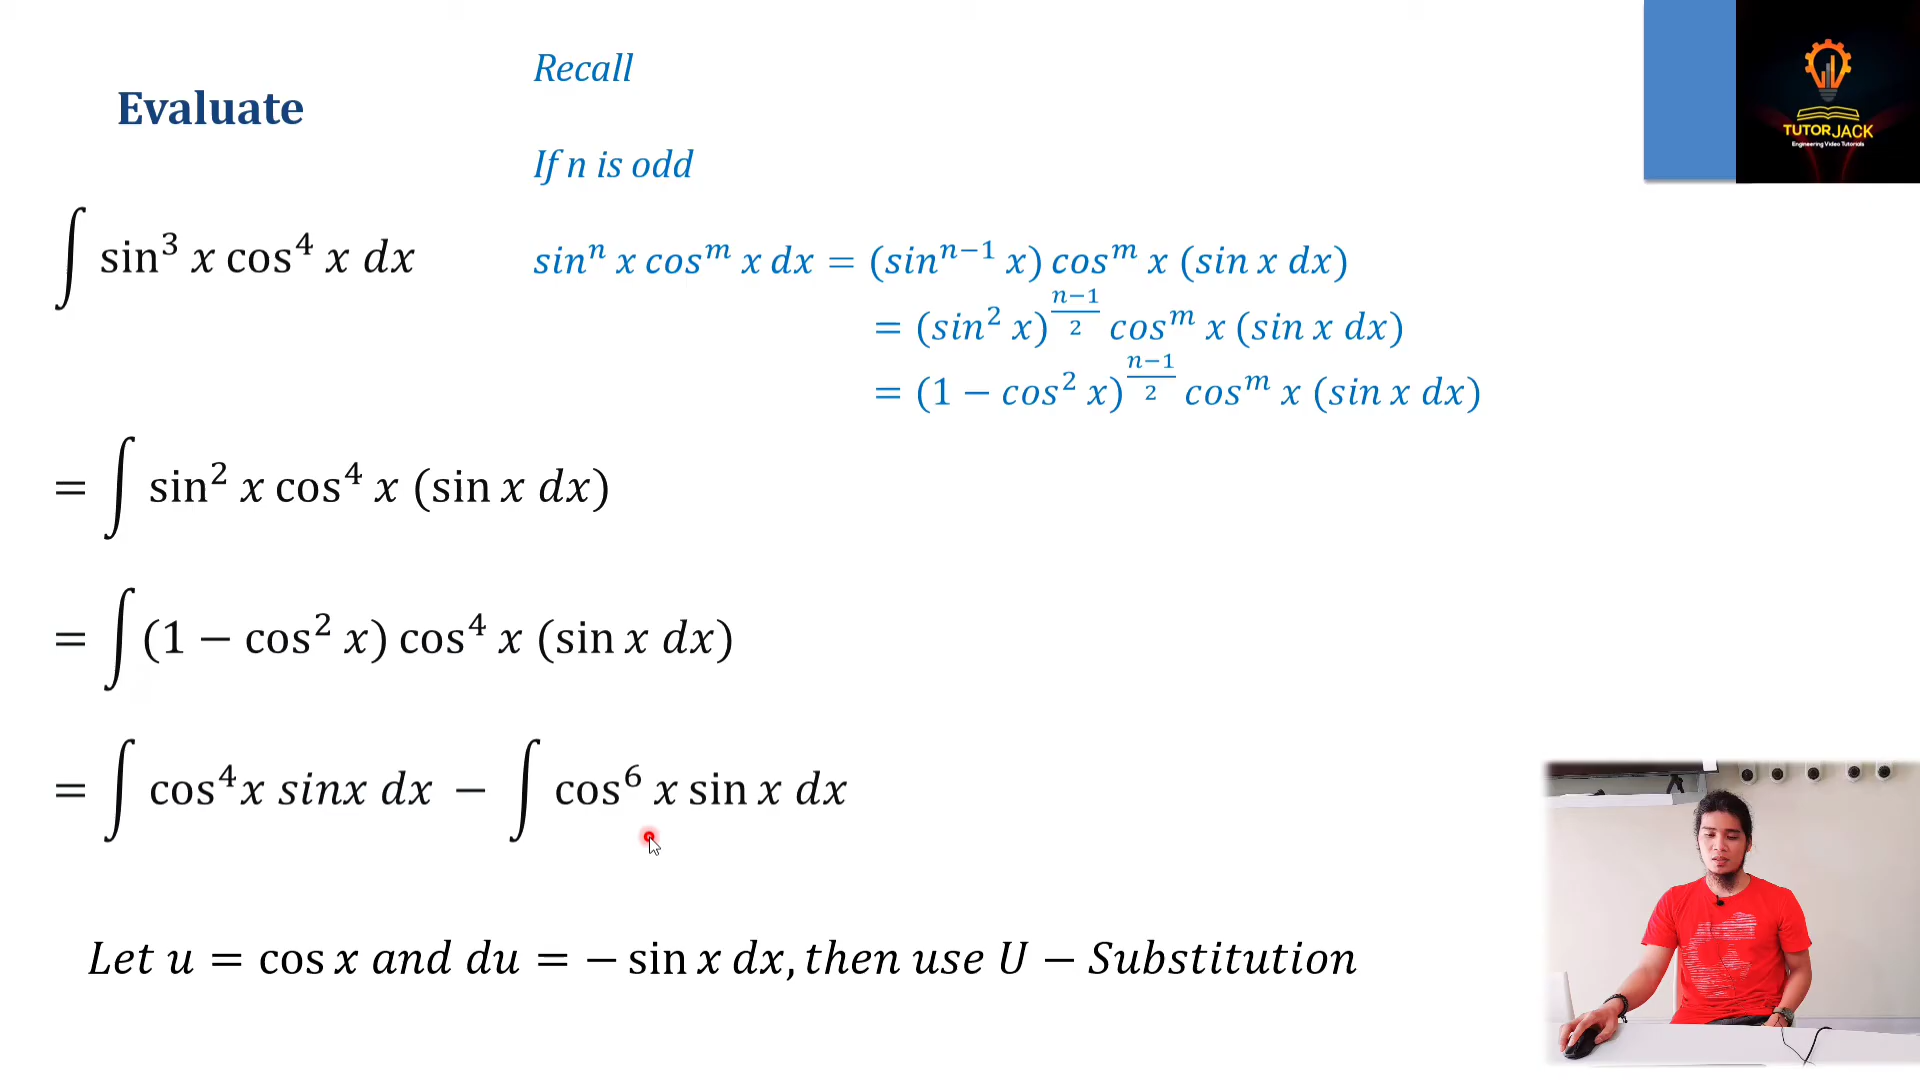 Recall
Evaluate
If n is odd
∫ sin³ x cos⁴ x dx
sinⁿ x cosᵐ x dx = (sinⁿ⁻¹ x) cosᵐ x (sin x dx)
= (sin² x)^((n−1)/2) cosᵐ x (sin x dx)
= (1 − cos² x)^((n−1)/2) cosᵐ x (sin x dx)
= ∫ sin² x cos⁴ x (sin x dx)
= ∫ (1 − cos² x) cos⁴ x (sin x dx)
= ∫ cos⁴x sinx dx − ∫ cos⁶ x sin x dx
Let u = cos x and du = − sin x dx, then use U − Substitution
TUTORJACK
Engineering Video Tutorials